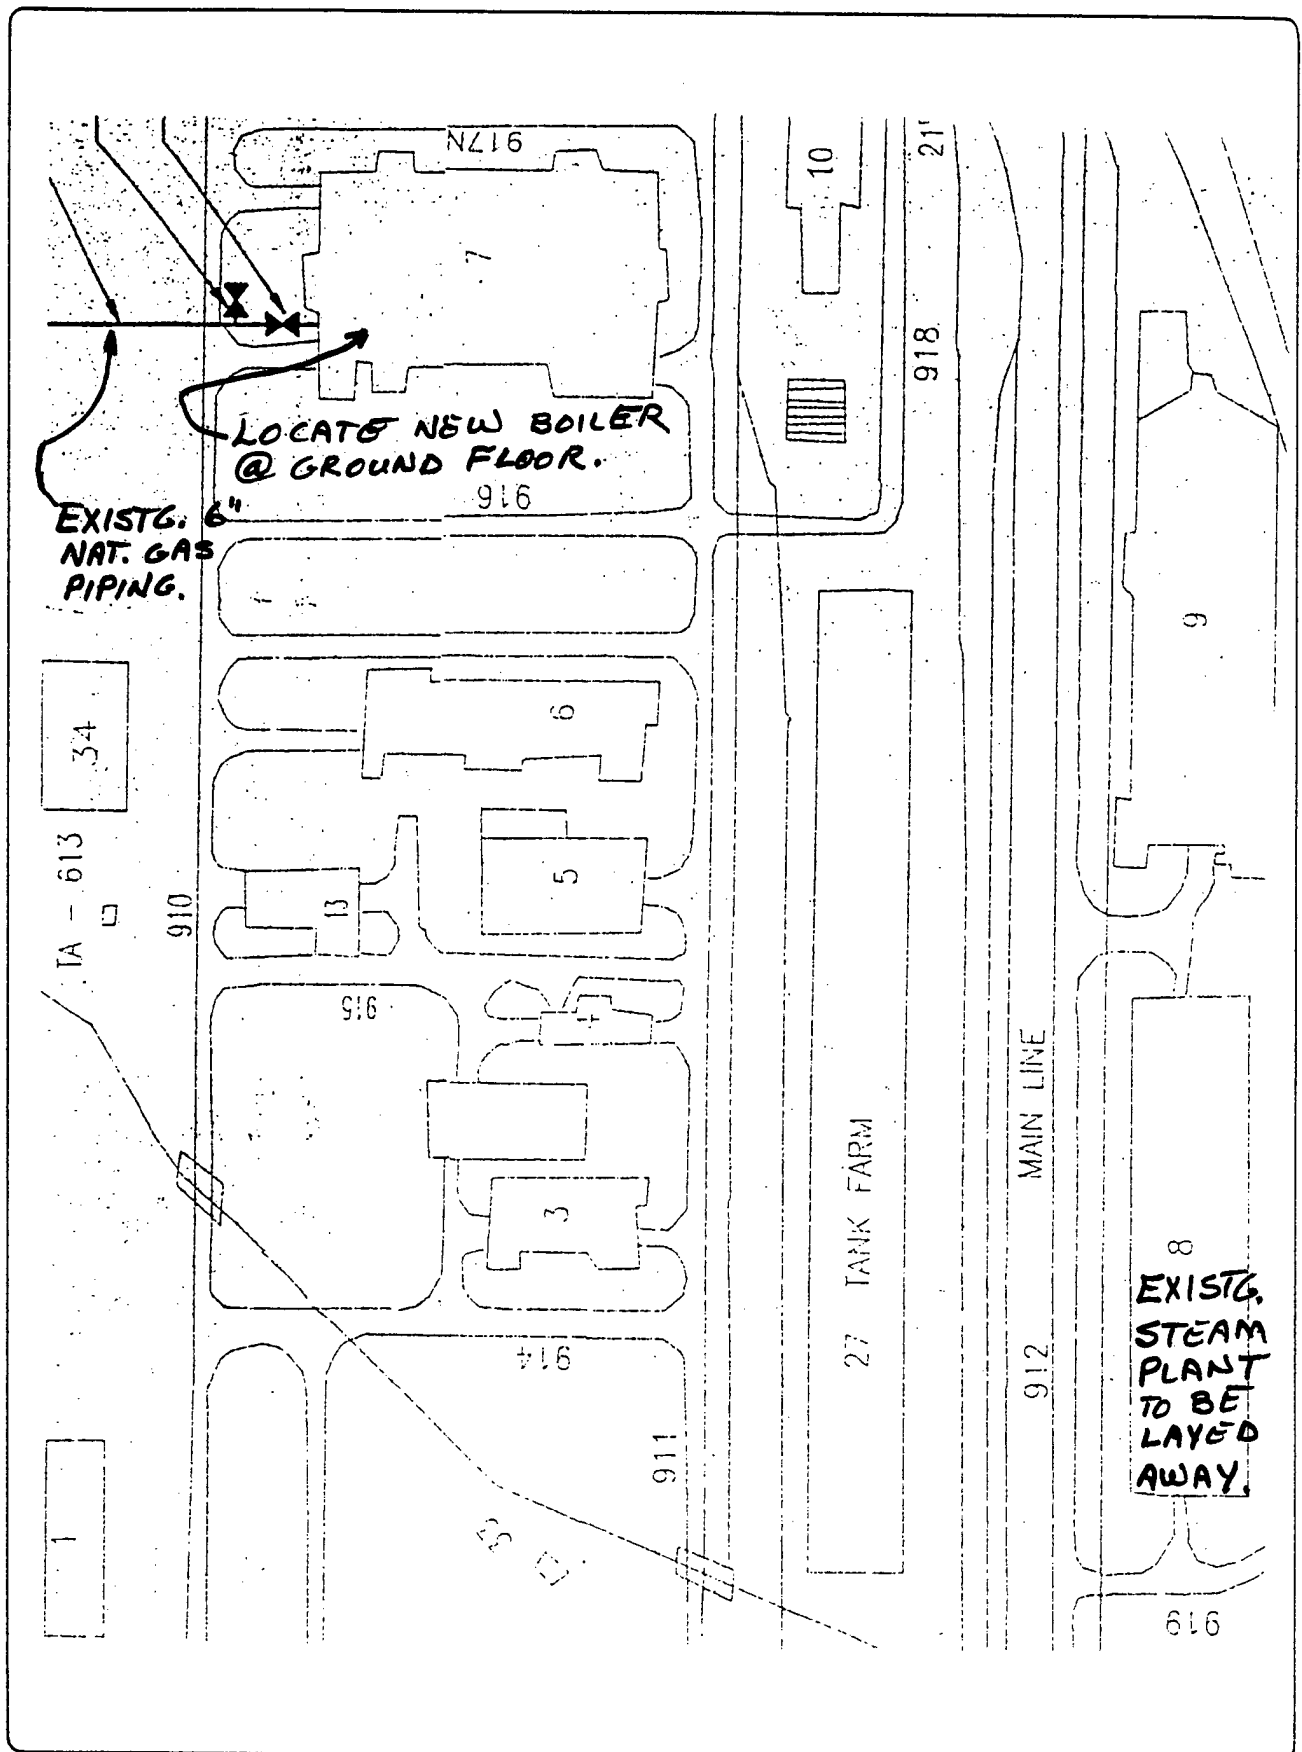 917N
7
10
21'
918
LOCATE NEW BOILER
@ GROUND FLOOR.
916
EXISTG. 6"
NAT. GAS
PIPING.
9
34
6
TA - 613
5
13
910
915
4
MAIN LINE
27 TANK FARM
3
8
EXISTG.
STEAM
PLANT
TO BE
LAYED
AWAY.
914
912
911
1
33
919